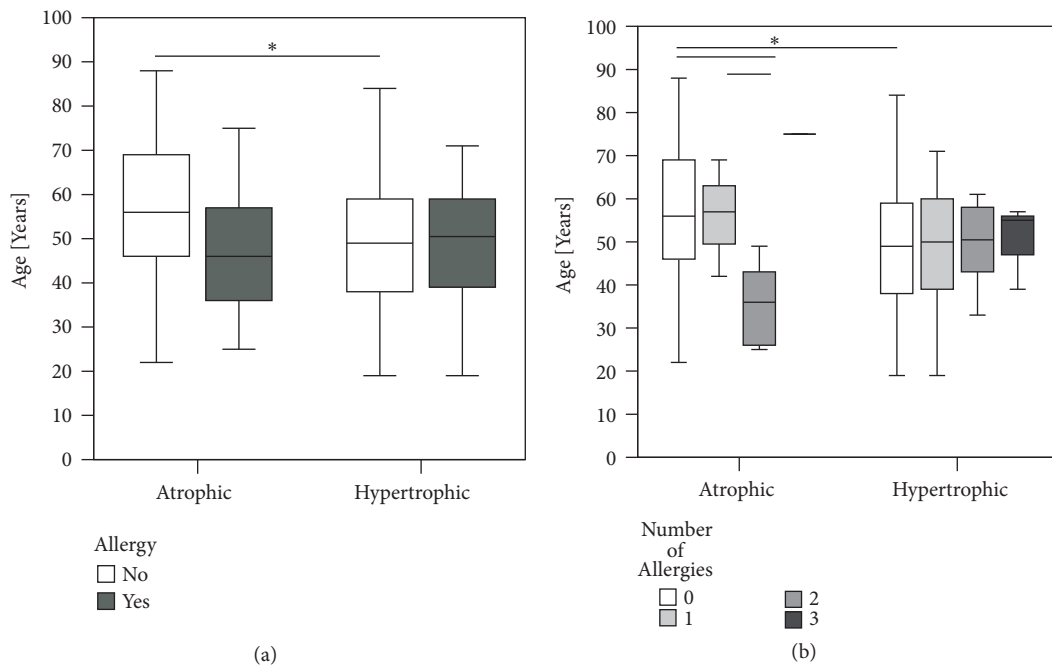 100
90
80
70
60
50
40
30
20
10
0
Age [Years]
*
Atrophic
Hypertrophic
Allergy
No
Yes
(a)
100
90
80
70
60
50
40
30
20
10
0
Age [Years]
*
Atrophic
Hypertrophic
Number
of
Allergies
0
1
2
3
(b)